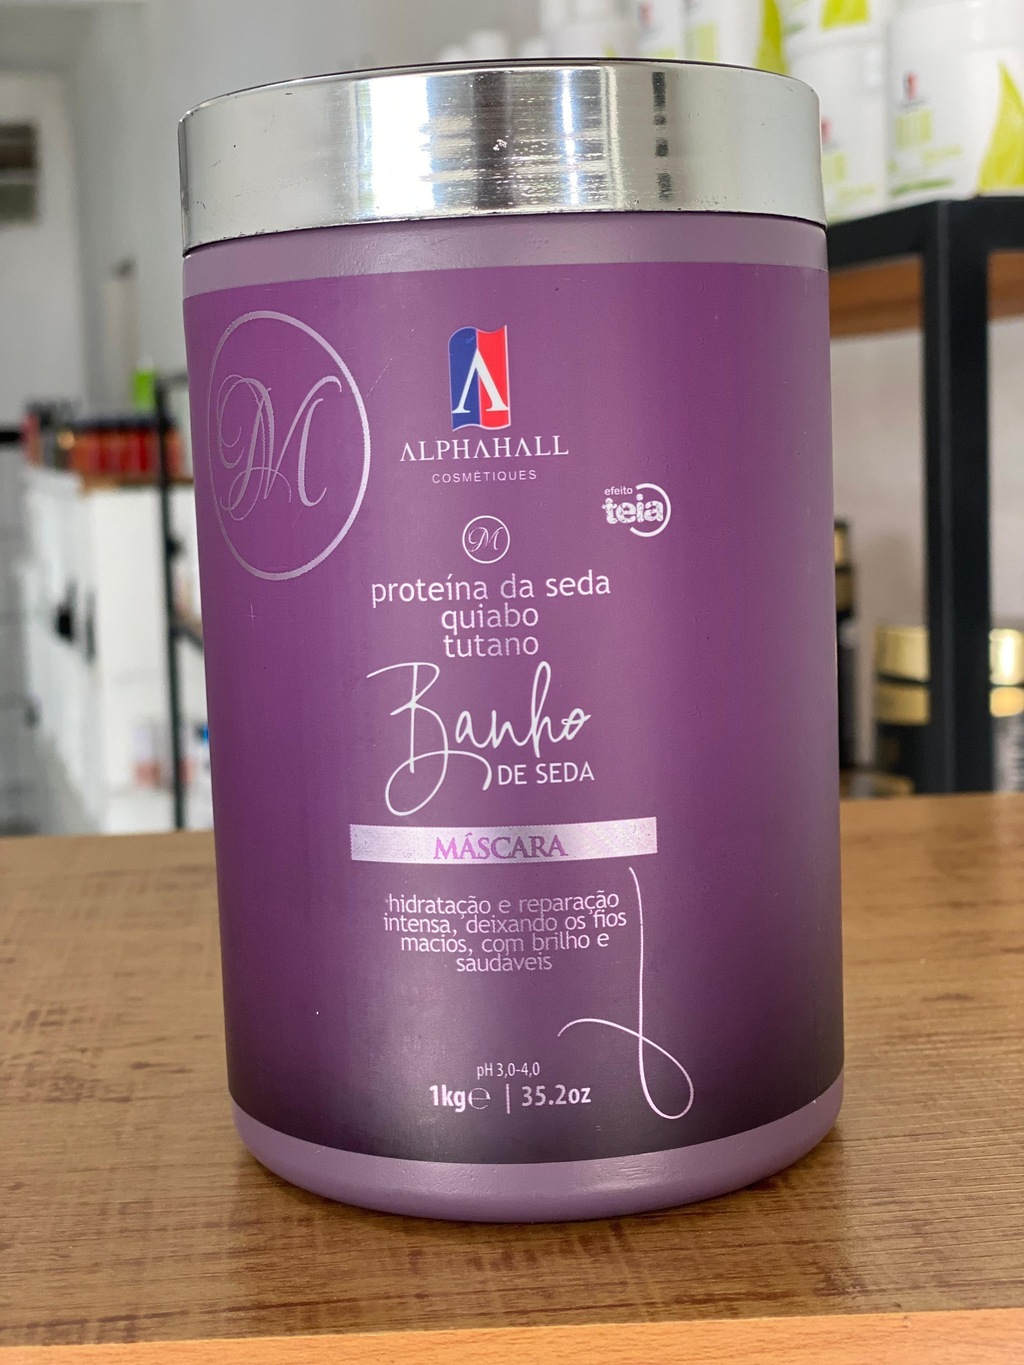 M
ALPHAHALL
COSMÉTIQUES
efeito
teia
M
proteína da seda
quiabo
tutano
Banho
DE SEDA
MÁSCARA
hidratação e reparação
intensa, deixando os fios
macios, com brilho e
saudáveis
pH 3,0-4,0
1kg℮ | 35.2oz